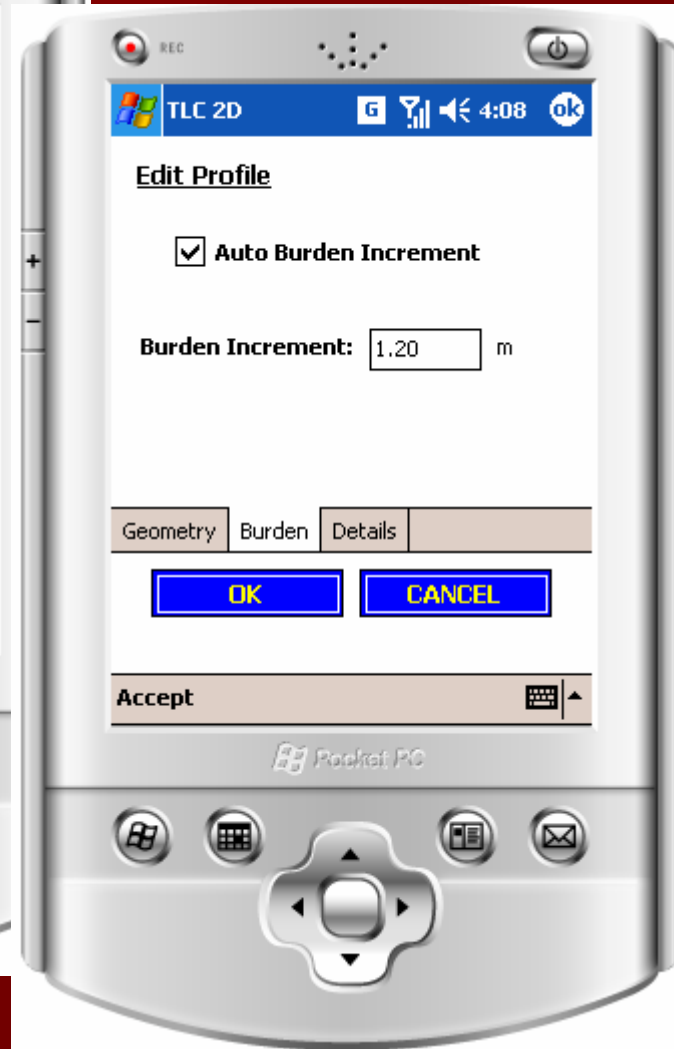 REC
TLC 2D G 4:08 ok
Edit Profile
Auto Burden Increment
Burden Increment: 1.20 m
Geometry Burden Details
OK CANCEL
Accept
Pocket PC
+
−